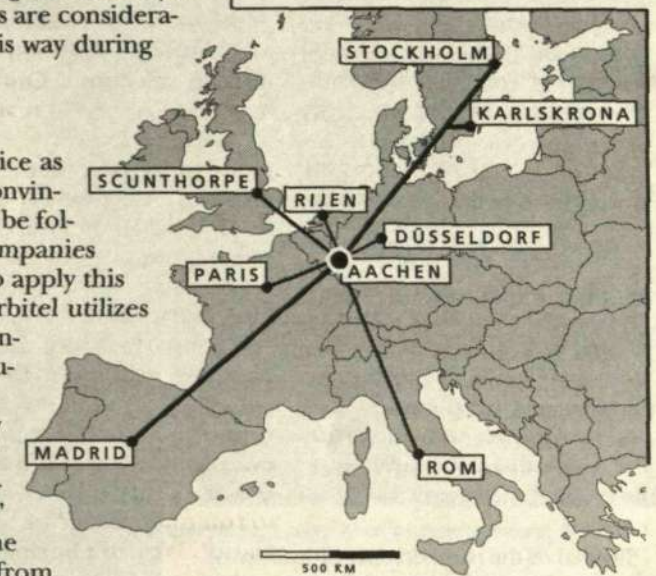 s are considera-
is way during
ice as
onvin-
be fol-
mpanies
o apply this
rbitel utilizes
n-
u-
,
ne
from
STOCKHOLM
KARLSKRONA
SCUNTHORPE
RIJEN
DÜSSELDORF
PARIS
AACHEN
MADRID
ROM
500 KM